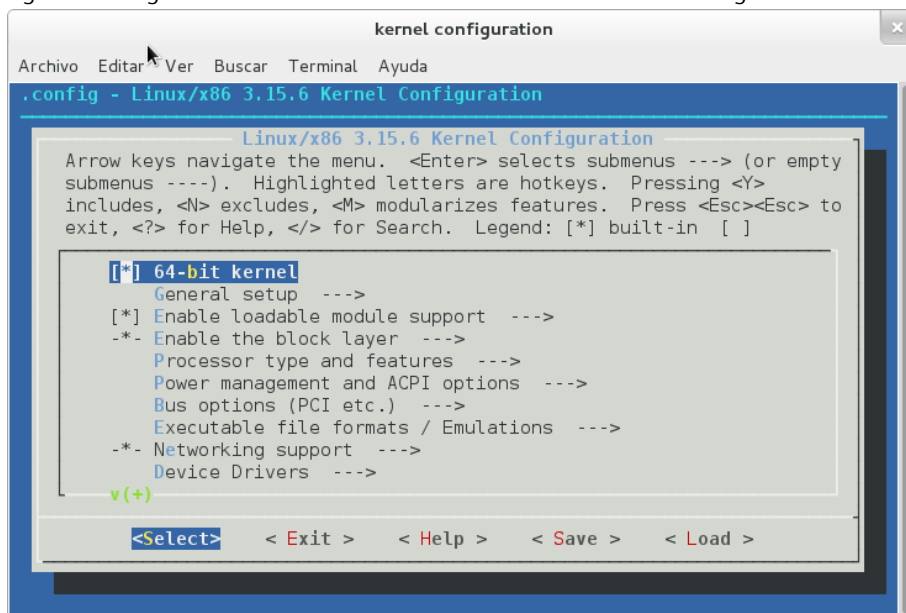 kernel configuration
Archivo Editar Ver Buscar Terminal Ayuda
.config - Linux/x86 3.15.6 Kernel Configuration
Linux/x86 3.15.6 Kernel Configuration
Arrow keys navigate the menu. <Enter> selects submenus ---> (or empty
submenus ----). Highlighted letters are hotkeys. Pressing <Y>
includes, <N> excludes, <M> modularizes features. Press <Esc><Esc> to
exit, <?> for Help, </> for Search. Legend: [*] built-in [ ]
[*] 64-bit kernel
General setup --->
[*] Enable loadable module support --->
-*- Enable the block layer --->
Processor type and features --->
Power management and ACPI options --->
Bus options (PCI etc.) --->
Executable file formats / Emulations --->
-*- Networking support --->
Device Drivers --->
v(+)
<Select> < Exit > < Help > < Save > < Load >